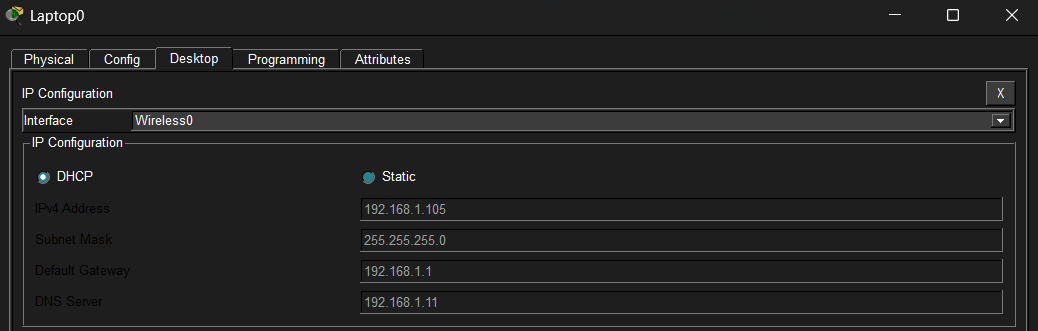 Laptop0
Physical Config Desktop Programming Attributes
IP Configuration X
Interface Wireless0
IP Configuration
DHCP Static
IPv4 Address 192.168.1.105
Subnet Mask 255.255.255.0
Default Gateway 192.168.1.1
DNS Server 192.168.1.11